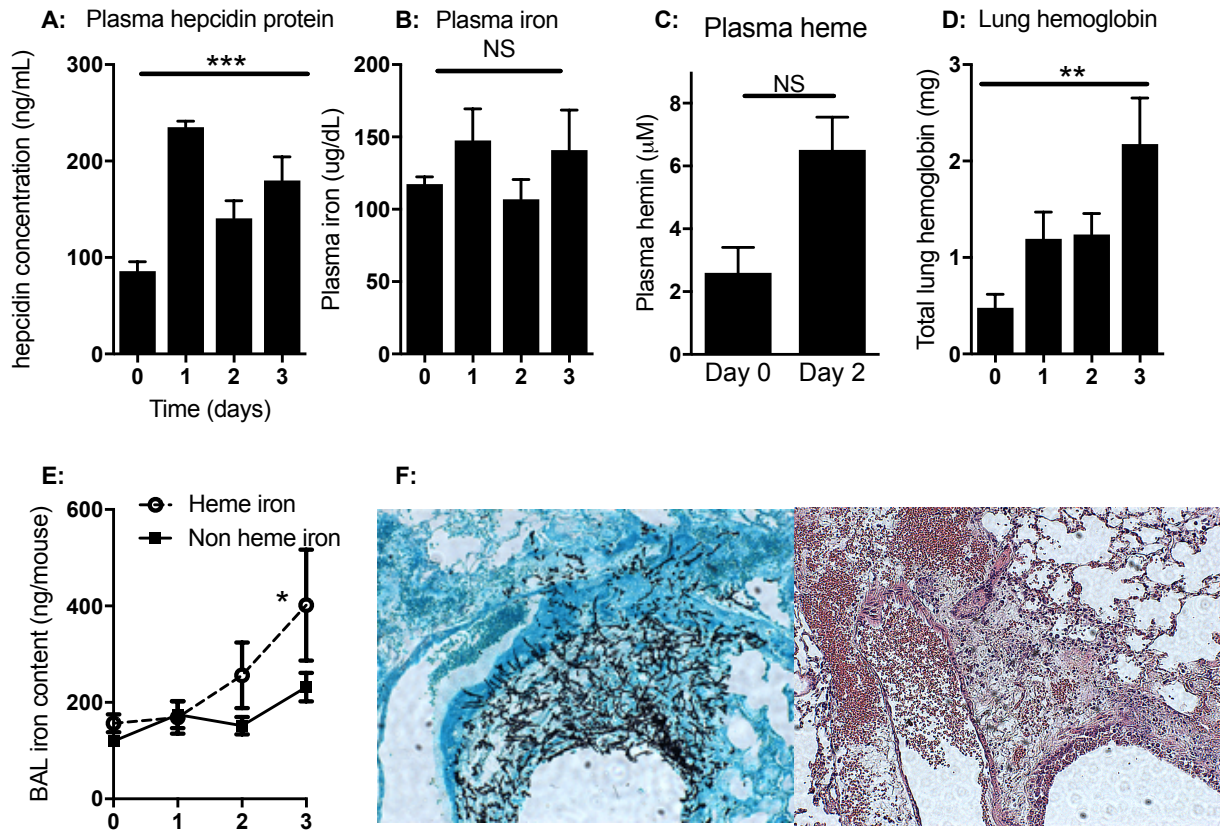 A: Plasma hepcidin protein
hepcidin concentration (ng/mL)
300
200
100
0
***
0 1 2 3
Time (days)
B: Plasma iron
Plasma iron (ug/dL)
200
150
100
50
0
NS
0 1 2 3
C: Plasma heme
Plasma hemin (μM)
8
6
4
2
0
NS
Day 0 Day 2
D: Lung hemoglobin
Total lung hemoglobin (mg)
3
2
1
0
**
0 1 2 3
E:
Heme iron
Non heme iron
BAL iron content (ng/mouse)
600
400
200
0
*
0 1 2 3
F: